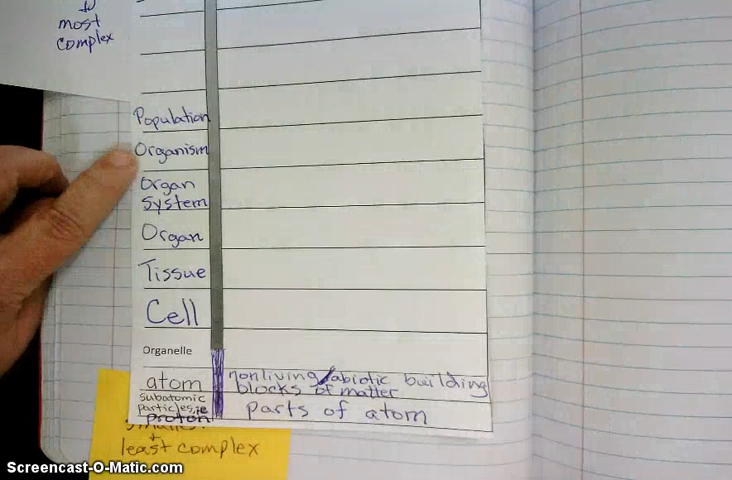 most
complex
Population
Organism
Organ
System
Organ
Tissue
Cell
Organelle
atom
nonliving/abiotic building
blocks of matter
subatomic
particles, ie
proton
parts of atom
least complex
Screencast-O-Matic.com